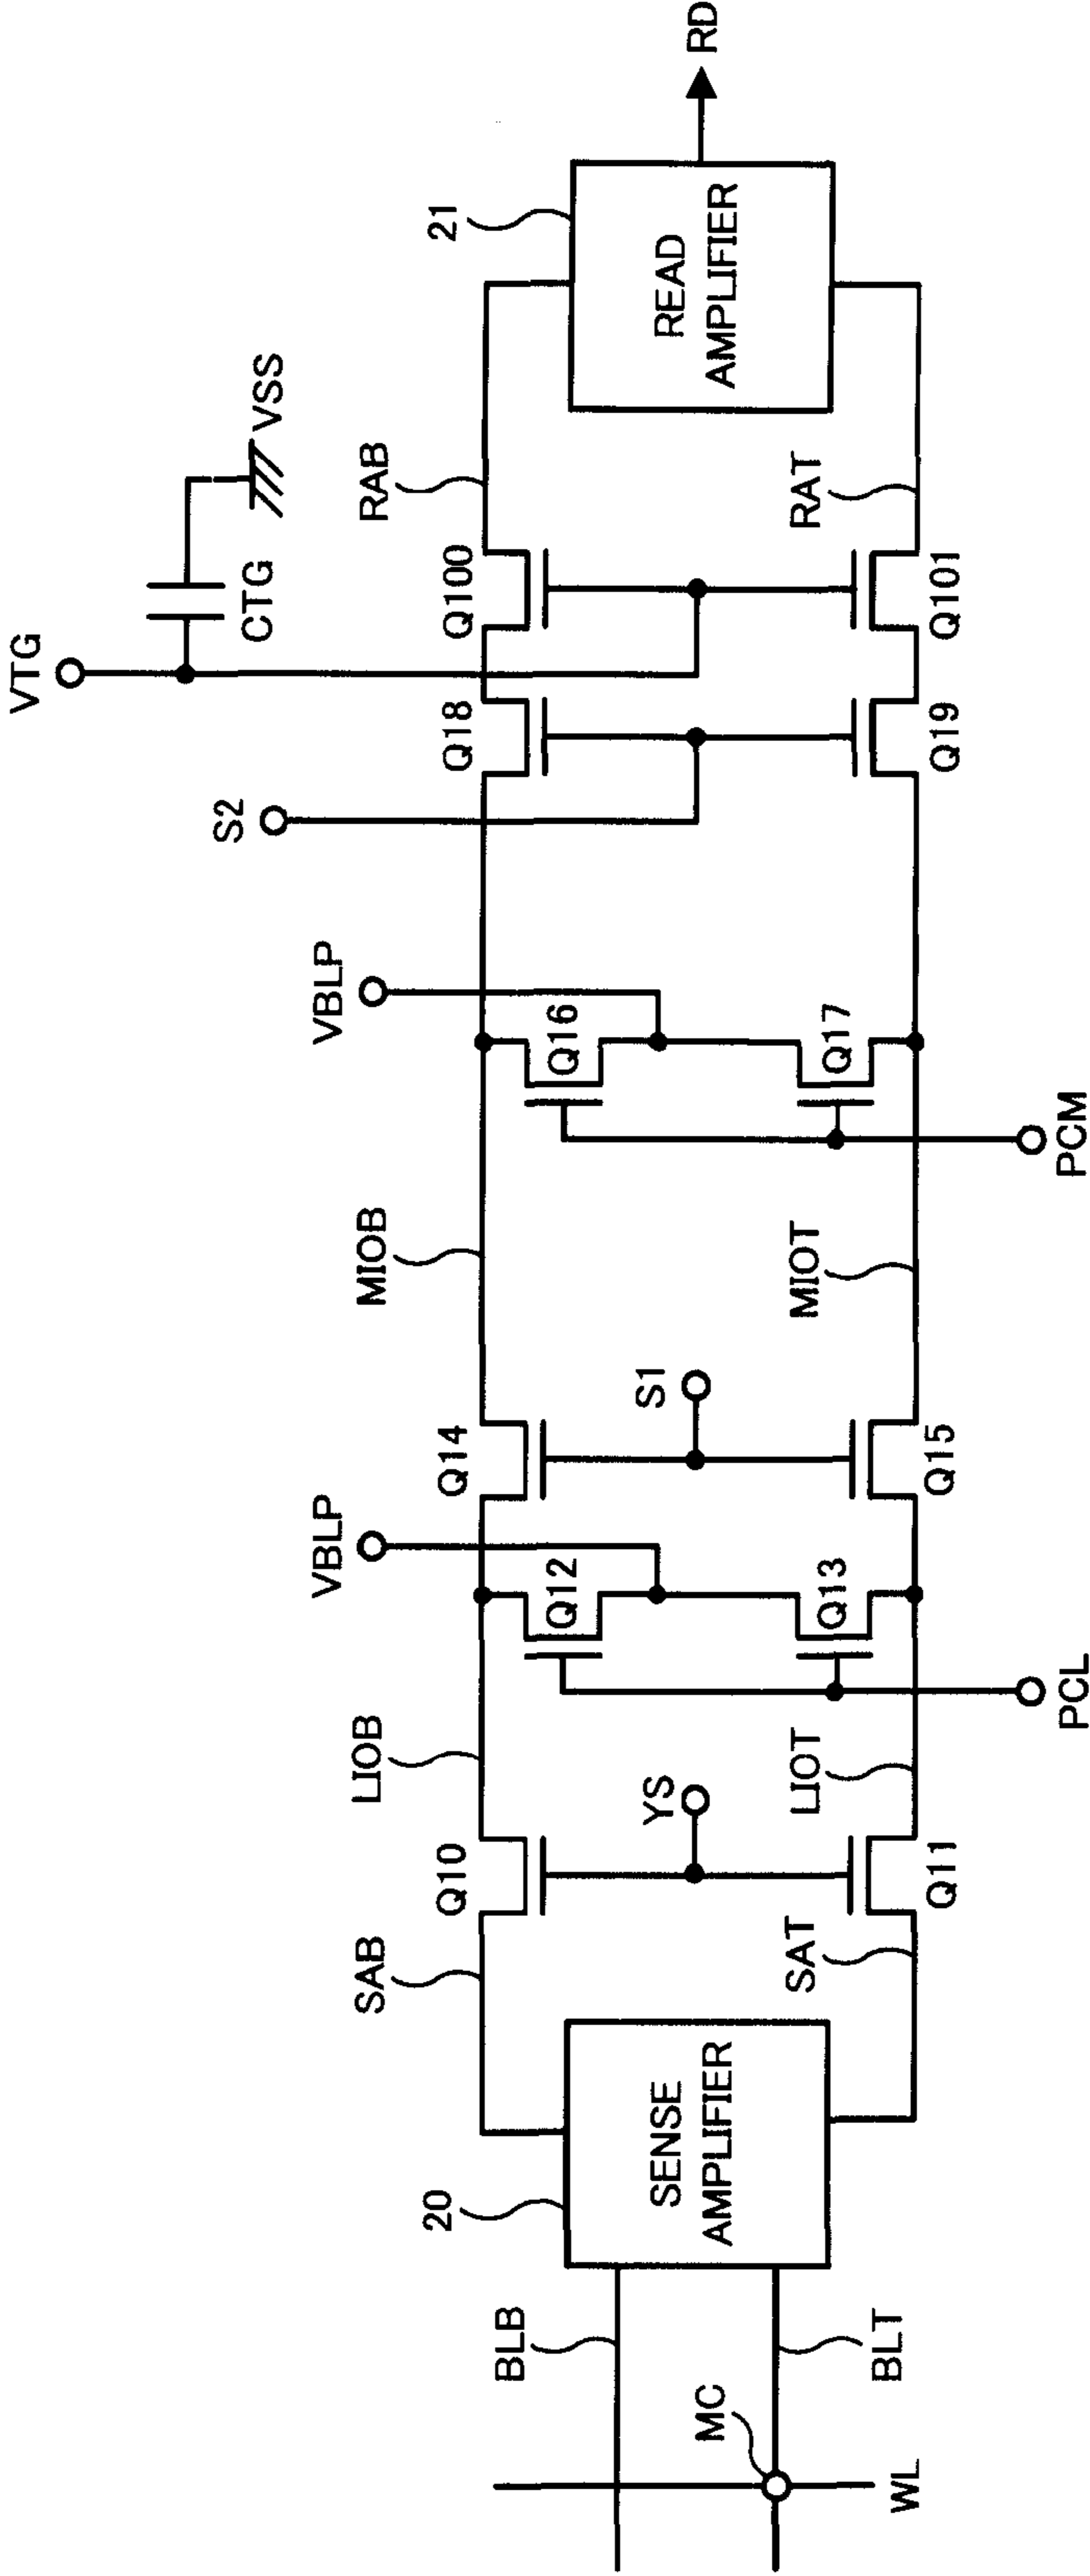 VTG
CTG
VSS
S2
VBLP
VBLP
RD
21
READ
AMPLIFIER
RAB
RAT
Q100
Q101
Q18
Q19
Q16
Q17
PCM
MIOB
MIOT
S1
Q14
Q15
Q12
Q13
PCL
LIOB
LIOT
YS
Q10
Q11
SAB
SAT
20
SENSE
AMPLIFIER
BLB
BLT
MC
WL